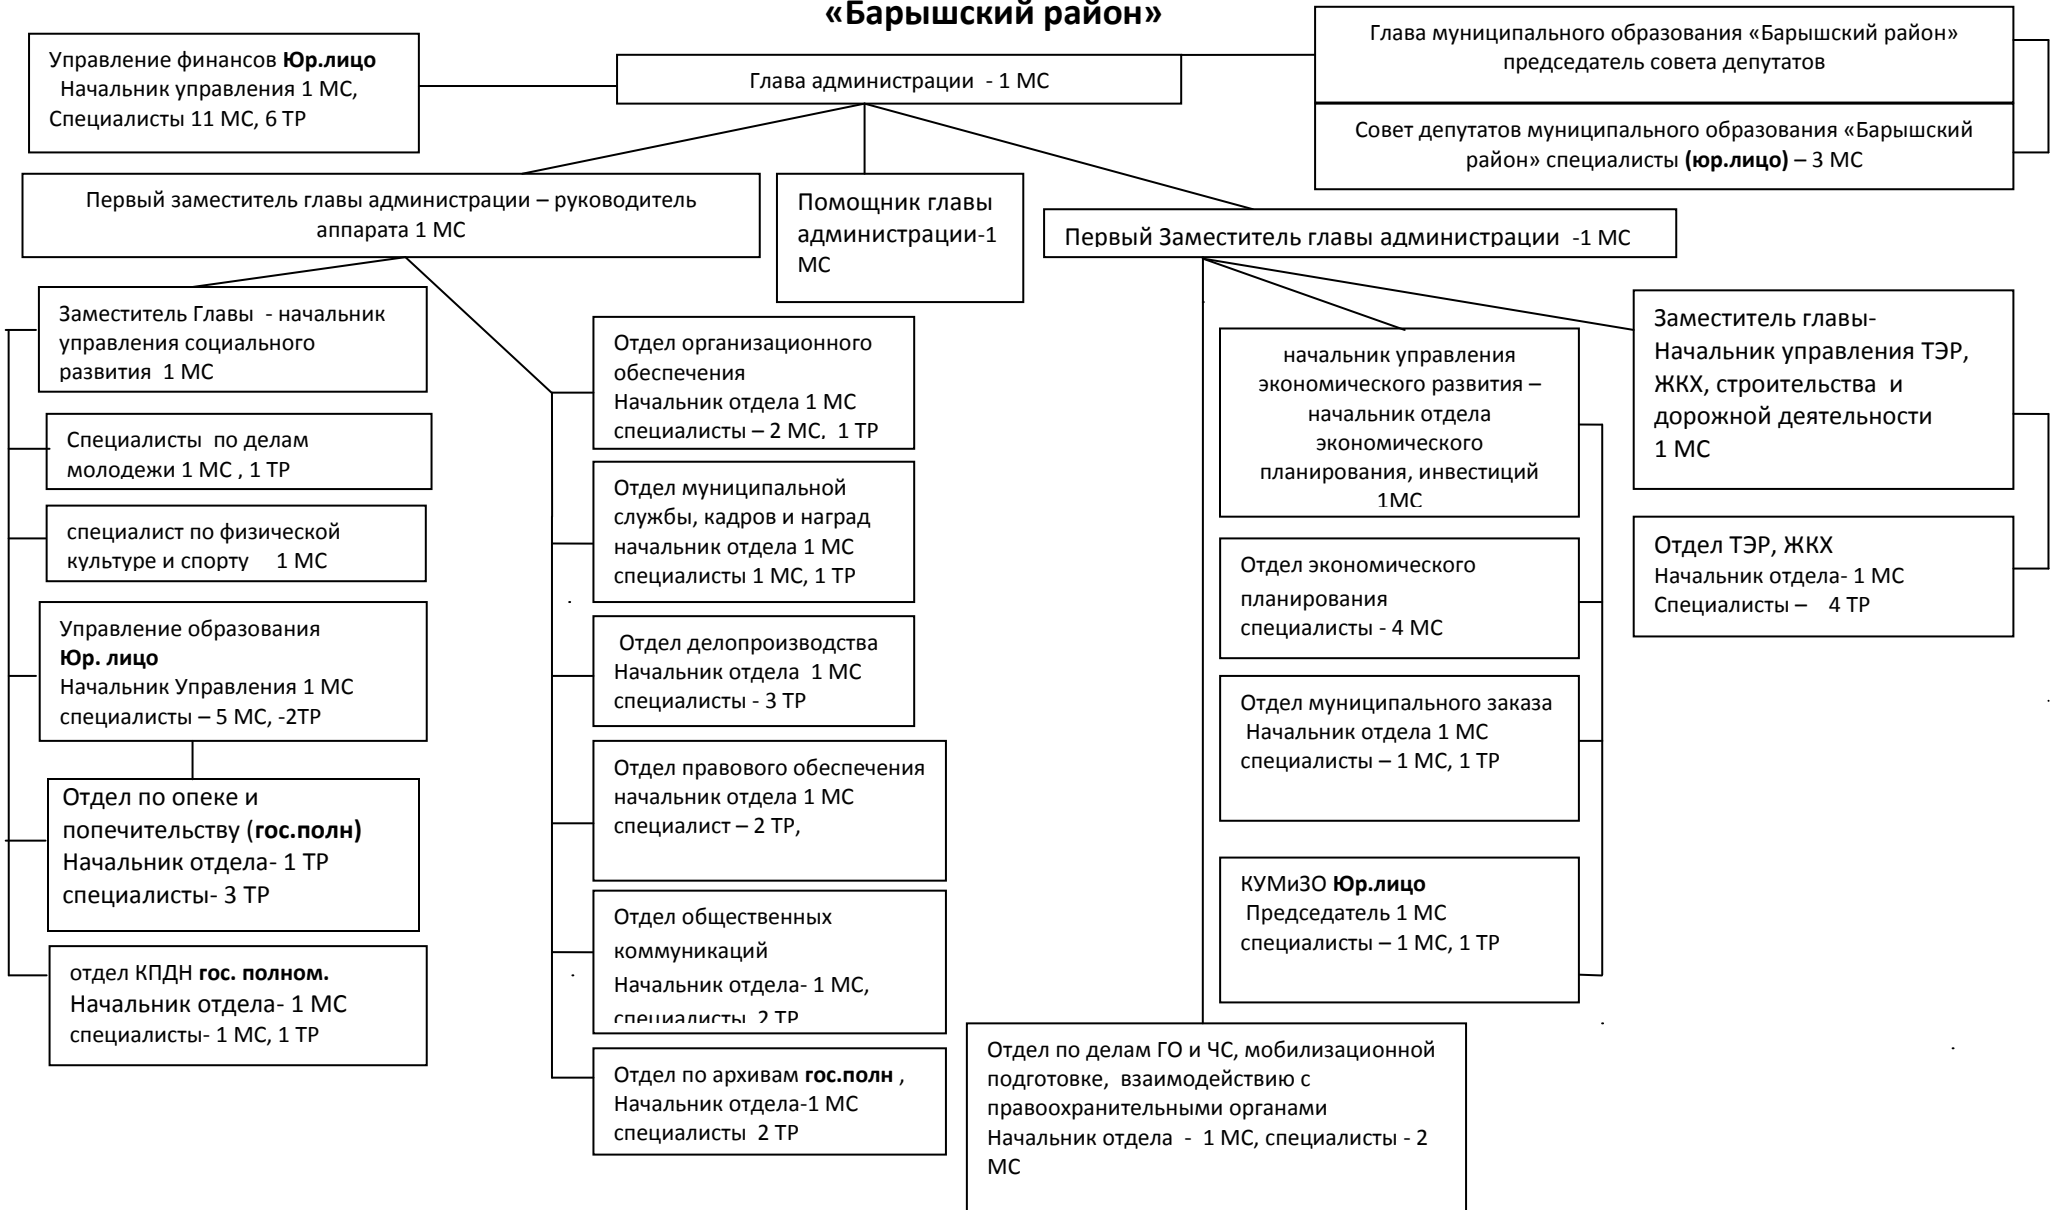 «Барышский район»
Управление финансов Юр.лицо
Начальник управления 1 МС,
Специалисты 11 МС, 6 ТР
Глава администрации - 1 МС
Глава муниципального образования «Барышский район»
председатель совета депутатов
Совет депутатов муниципального образования «Барышский
район» специалисты (юр.лицо) – 3 МС
Первый заместитель главы администрации – руководитель
аппарата 1 МС
Помощник главы
администрации-1
МС
Первый Заместитель главы администрации -1 МС
Заместитель Главы - начальник
управления социального
развития 1 МС
Специалисты по делам
молодежи 1 МС , 1 ТР
специалист по физической
культуре и спорту 1 МС
Управление образования
Юр. лицо
Начальник Управления 1 МС
специалисты – 5 МС, -2ТР
Отдел по опеке и
попечительству (гос.полн)
Начальник отдела- 1 ТР
специалисты- 3 ТР
отдел КПДН гос. полном.
Начальник отдела- 1 МС
специалисты- 1 МС, 1 ТР
Отдел организационного
обеспечения
Начальник отдела 1 МС
специалисты – 2 МС, 1 ТР
Отдел муниципальной
службы, кадров и наград
начальник отдела 1 МС
специалисты 1 МС, 1 ТР
Отдел делопроизводства
Начальник отдела 1 МС
специалисты - 3 ТР
Отдел правового обеспечения
начальник отдела 1 МС
специалист – 2 ТР,
Отдел общественных
коммуникаций
Начальник отдела- 1 МС,
специалисты 2 ТР
Отдел по архивам гос.полн ,
Начальник отдела-1 МС
специалисты 2 ТР
начальник управления
экономического развития –
начальник отдела
экономического
планирования, инвестиций
1МС
Отдел экономического
планирования
специалисты - 4 МС
Отдел муниципального заказа
Начальник отдела 1 МС
специалисты – 1 МС, 1 ТР
КУМиЗО Юр.лицо
Председатель 1 МС
специалисты – 1 МС, 1 ТР
Заместитель главы-
Начальник управления ТЭР,
ЖКХ, строительства и
дорожной деятельности
1 МС
Отдел ТЭР, ЖКХ
Начальник отдела- 1 МС
Специалисты – 4 ТР
Отдел по делам ГО и ЧС, мобилизационной
подготовке, взаимодействию с
правоохранительными органами
Начальник отдела - 1 МС, специалисты - 2
МС